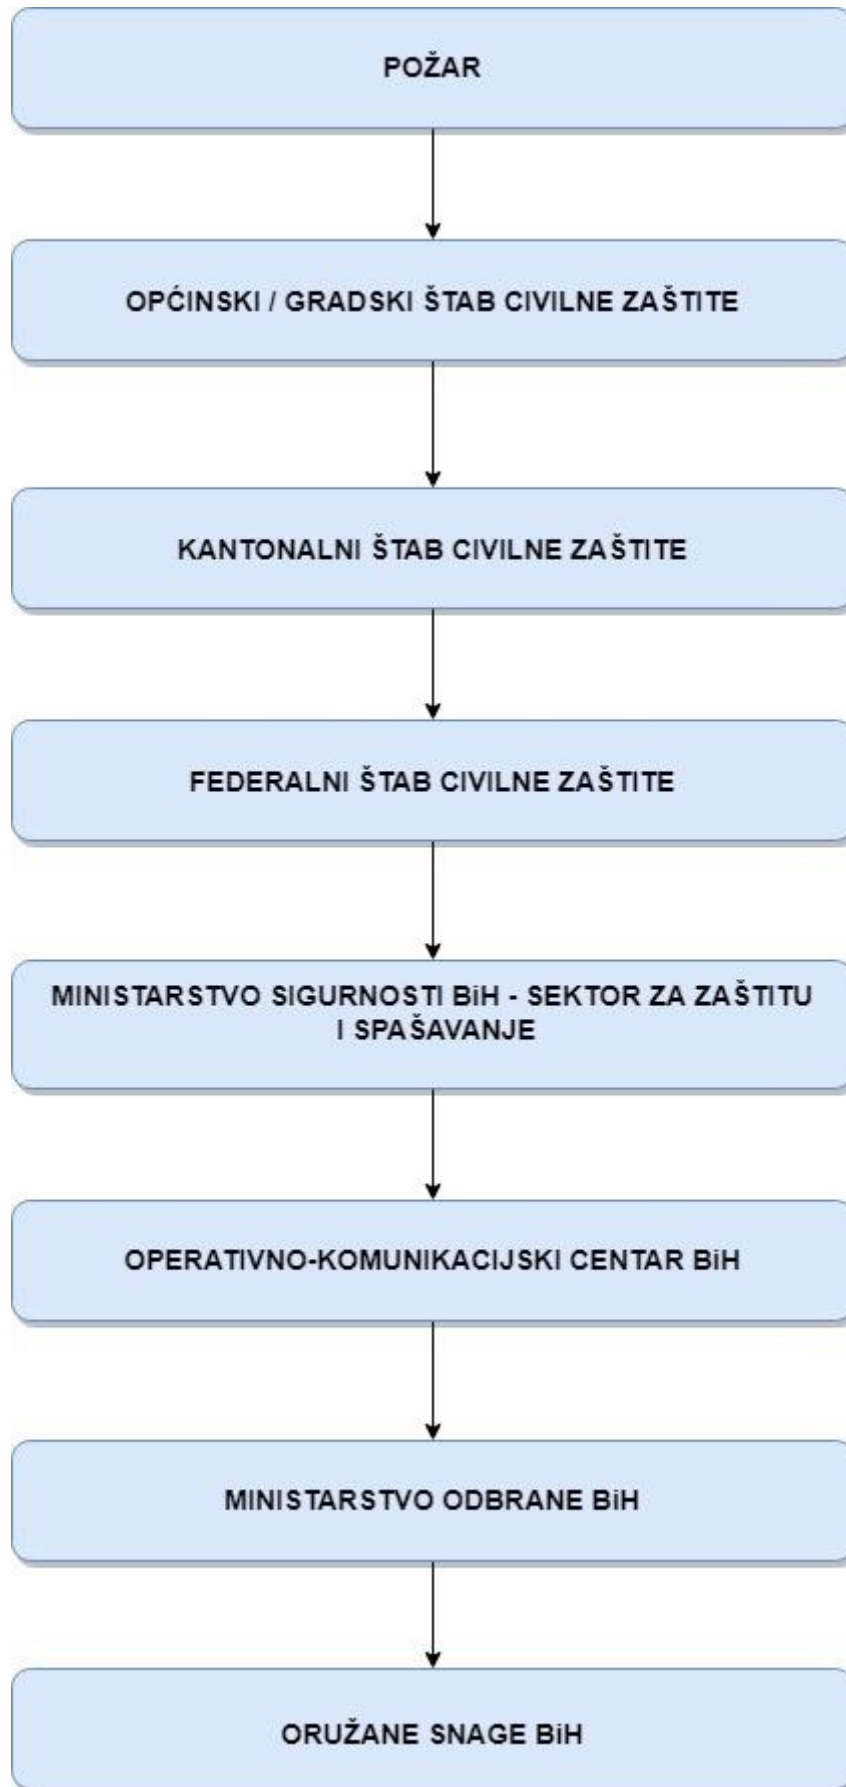 POŽAR
OPĆINSKI / GRADSKI ŠTAB CIVILNE ZAŠTITE
KANTONALNI ŠTAB CIVILNE ZAŠTITE
FEDERALNI ŠTAB CIVILNE ZAŠTITE
MINISTARSTVO SIGURNOSTI BiH - SEKTOR ZA ZAŠTITU
I SPAŠAVANJE
OPERATIVNO-KOMUNIKACIJSKI CENTAR BiH
MINISTARSTVO ODBRANE BiH
ORUŽANE SNAGE BiH